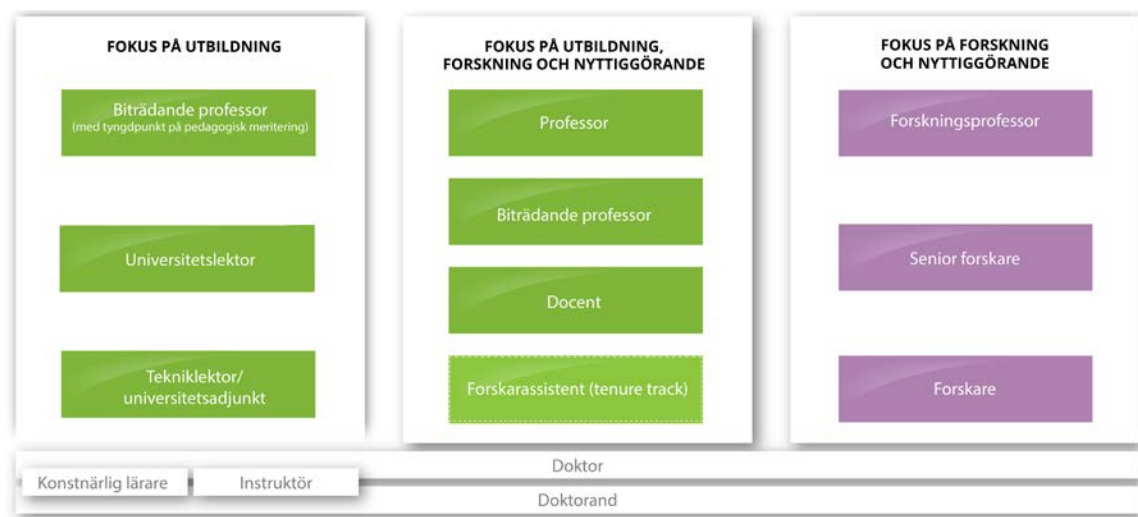 FOKUS PÅ UTBILDNING
Biträdande professor
(med tyngdpunkt på pedagogisk meritering)
Universitetslektor
Tekniklektor/
universitetsadjunkt
FOKUS PÅ UTBILDNING,
FORSKNING OCH NYTTIGGÖRANDE
Professor
Biträdande professor
Docent
Forskarassistent (tenure track)
FOKUS PÅ FORSKNING
OCH NYTTIGGÖRANDE
Forskningsprofessor
Senior forskare
Forskare
Doktor
Konstnärlig lärare
Instruktör
Doktorand